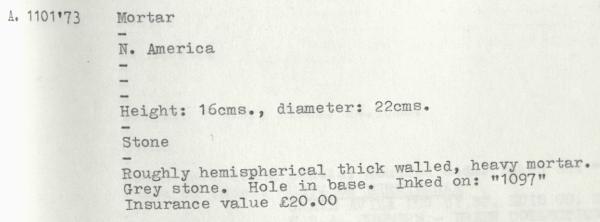 A. 1101'73 Mortar
-
N. America
-
-
-
Height: 16cms., diameter: 22cms.
-
Stone
-
Roughly hemispherical thick walled, heavy mortar.
Grey stone. Hole in base. Inked on: "1097"
Insurance value £20.00